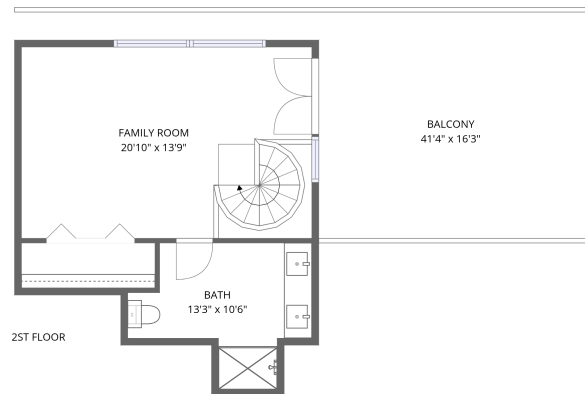 FAMILY ROOM
20'10" x 13'9"
BALCONY
41'4" x 16'3"
BATH
13'3" x 10'6"
2ST FLOOR